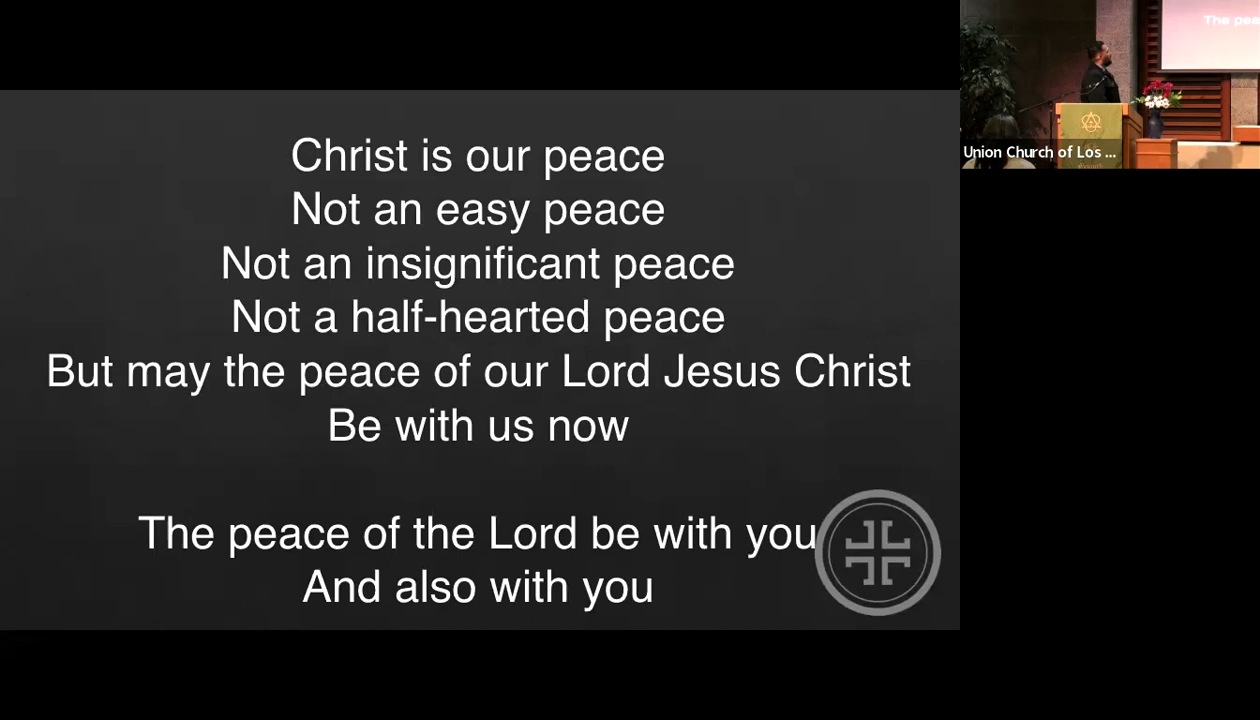 Christ is our peace
Not an easy peace
Not an insignificant peace
Not a half-hearted peace
But may the peace of our Lord Jesus Christ
Be with us now
The peace of the Lord be with you
And also with you
The pea
Union Church of Los ...